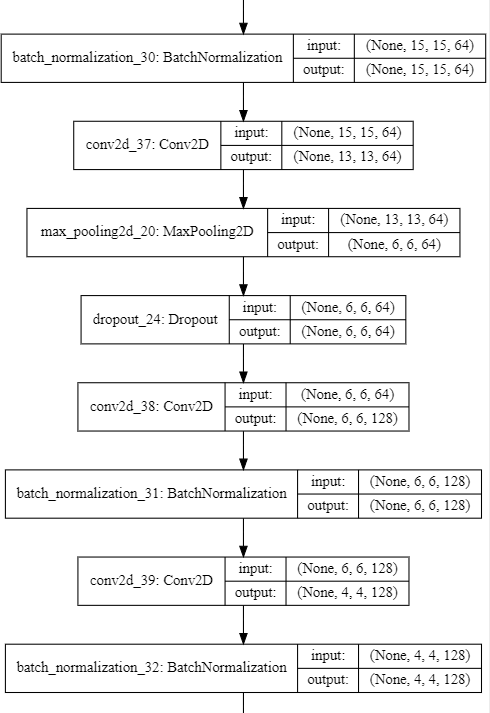 batch_normalization_30: BatchNormalization
input: (None, 15, 15, 64)
output: (None, 15, 15, 64)
conv2d_37: Conv2D
input: (None, 15, 15, 64)
output: (None, 13, 13, 64)
max_pooling2d_20: MaxPooling2D
input: (None, 13, 13, 64)
output: (None, 6, 6, 64)
dropout_24: Dropout
input: (None, 6, 6, 64)
output: (None, 6, 6, 64)
conv2d_38: Conv2D
input: (None, 6, 6, 64)
output: (None, 6, 6, 128)
batch_normalization_31: BatchNormalization
input: (None, 6, 6, 128)
output: (None, 6, 6, 128)
conv2d_39: Conv2D
input: (None, 6, 6, 128)
output: (None, 4, 4, 128)
batch_normalization_32: BatchNormalization
input: (None, 4, 4, 128)
output: (None, 4, 4, 128)